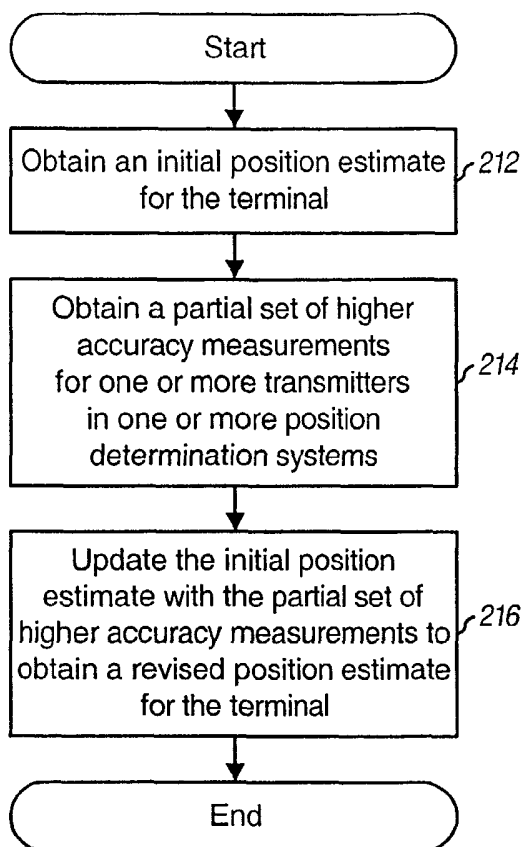 Start
Obtain an initial position estimate
for the terminal
212
Obtain a partial set of higher
accuracy measurements
for one or more transmitters
in one or more position
determination systems
214
Update the initial position
estimate with the partial set of
higher accuracy measurements to
obtain a revised position estimate
for the terminal
216
End